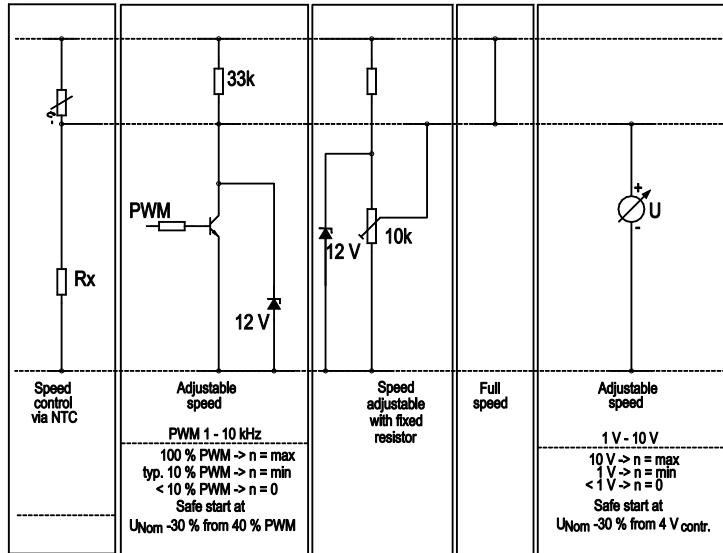 33k
PWM
12 V
Rx
12 V
10k
+
U
-
Speed
control
via NTC
Adjustable
speed
PWM 1 - 10 kHz
100 % PWM -> n = max
typ. 10 % PWM -> n = min
< 10 % PWM -> n = 0
Safe start at
UNom -30 % from 40 % PWM
Speed
adjustable
with fixed
resistor
Full
speed
Adjustable
speed
1 V - 10 V
10 V -> n = max
1 V -> n = min
< 1 V -> n = 0
Safe start at
UNom -30 % from 4 V contr.